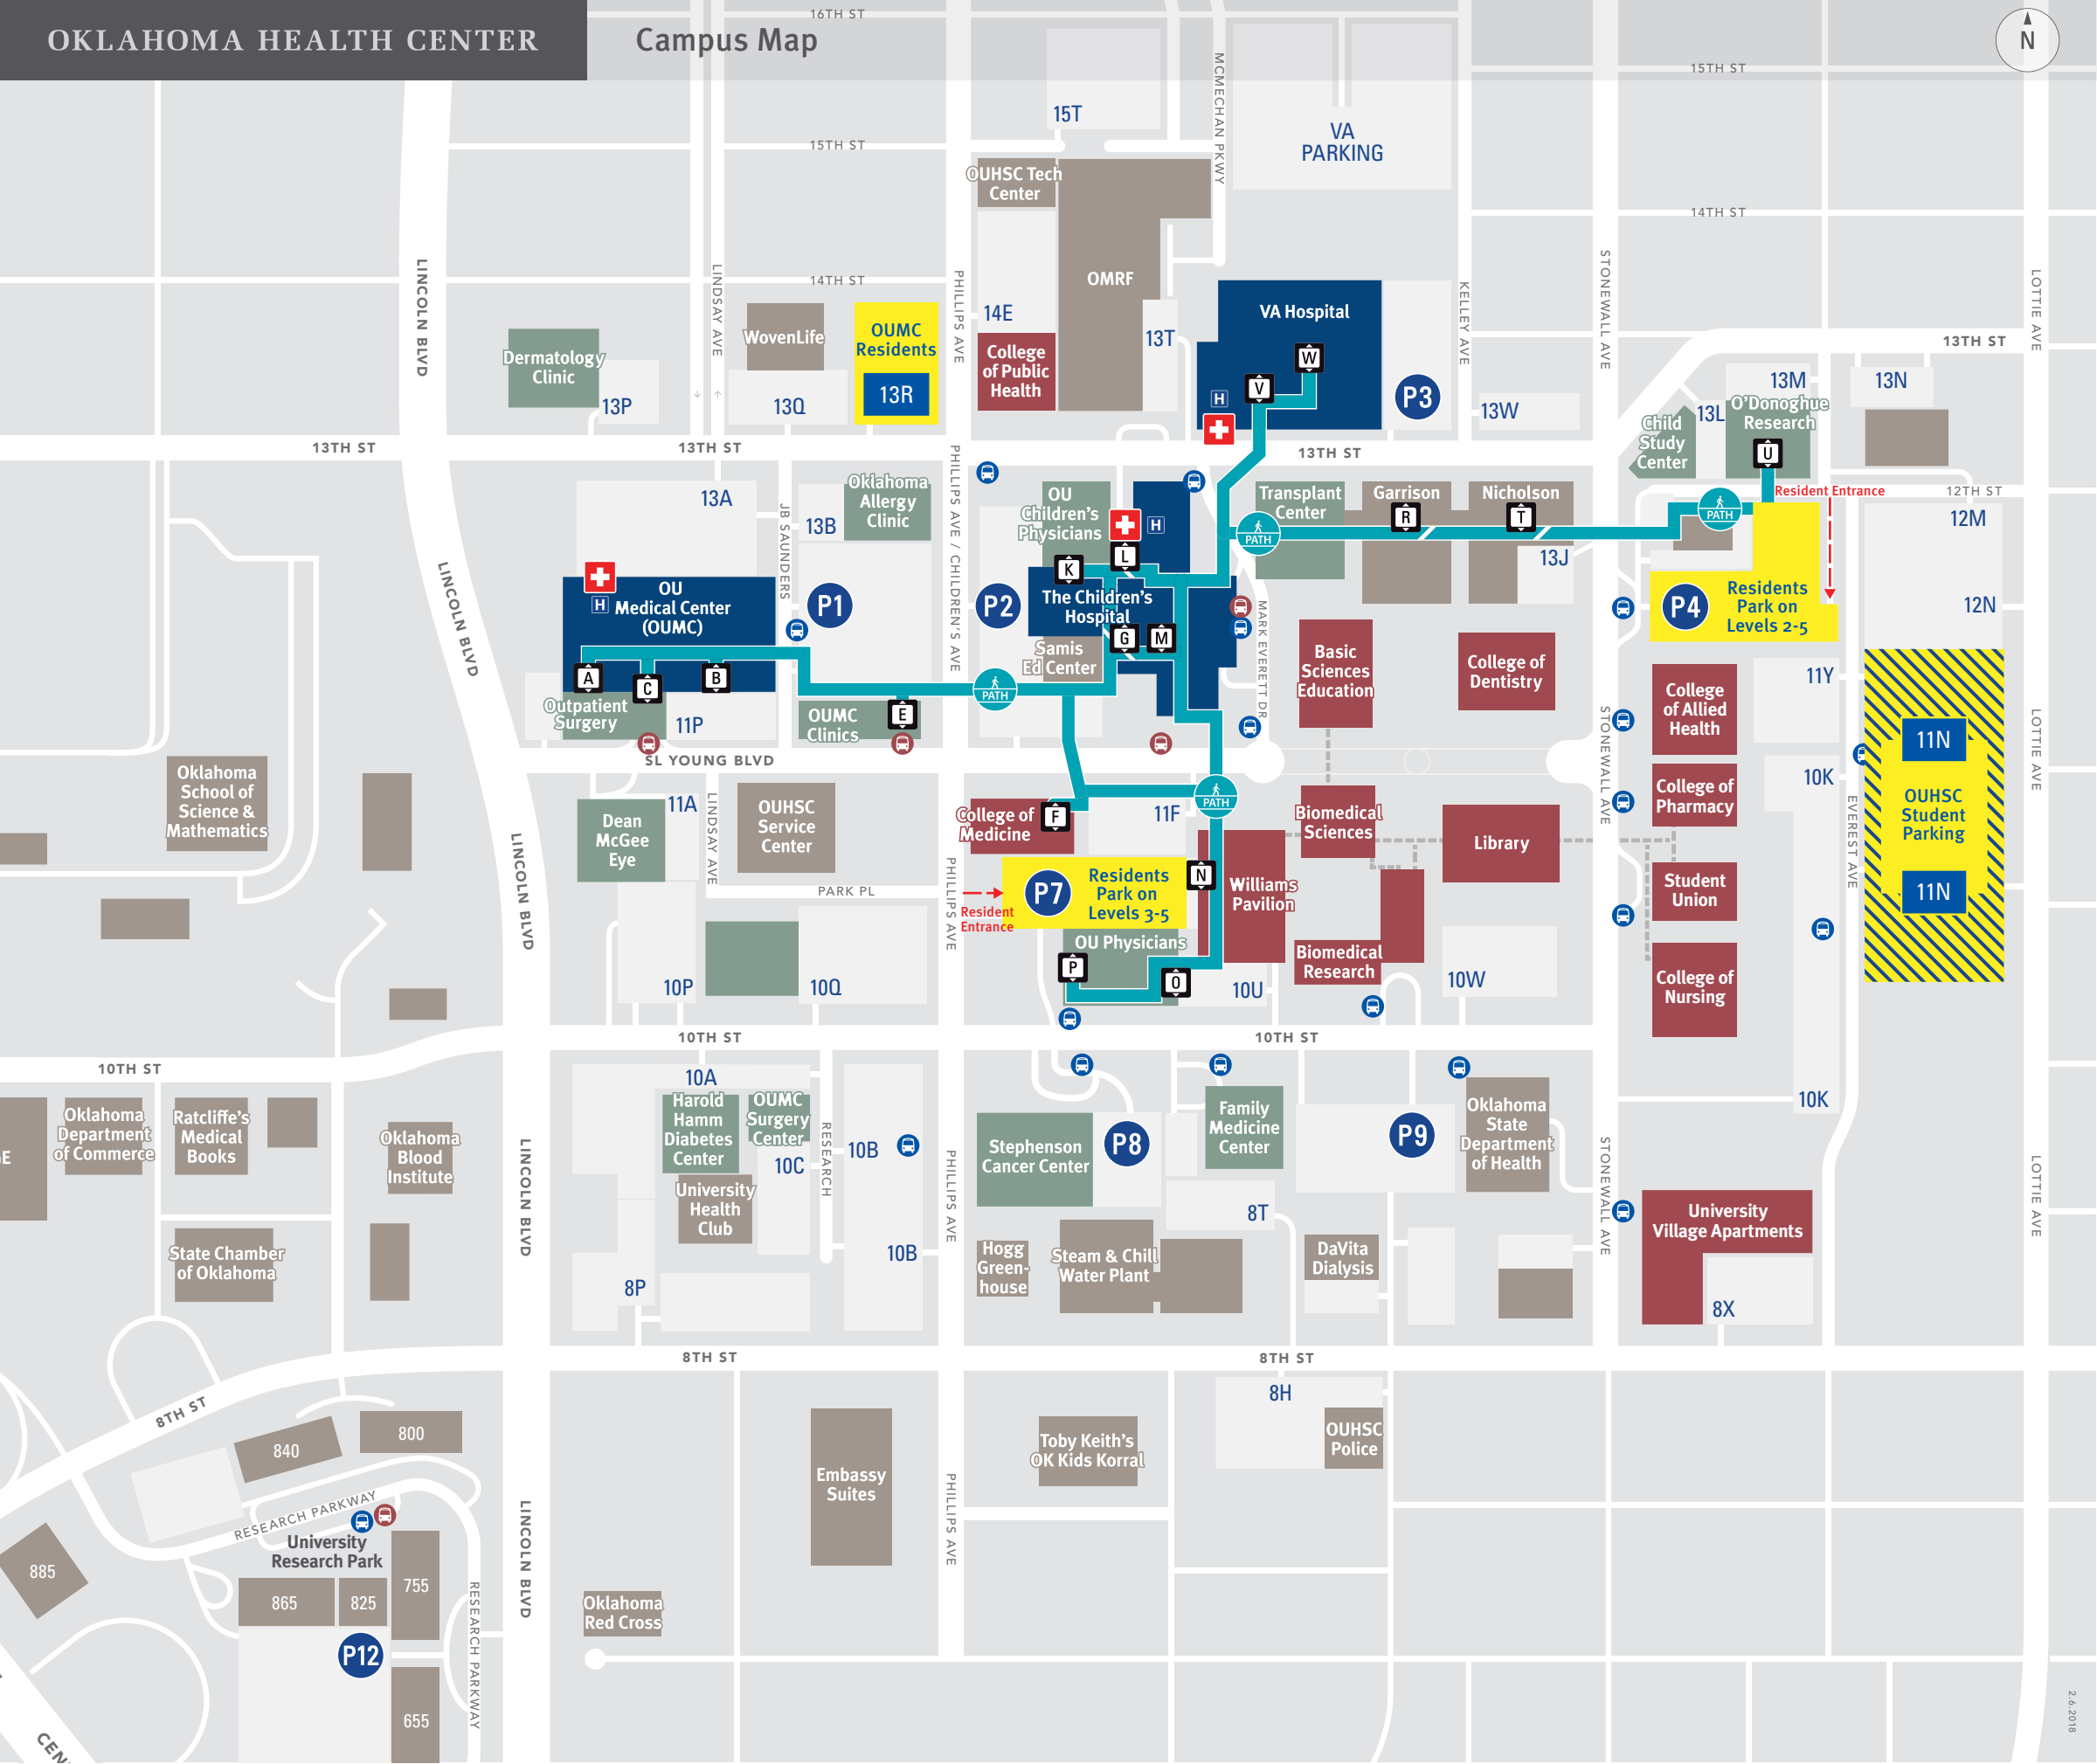 OKLAHOMA HEALTH CENTER
Campus Map
N
16TH ST
15TH ST
15T
MCMECHAN PKWY
VA
PARKING
15TH ST
OUHSC Tech
Center
14TH ST
OMRF
14TH ST
LINCOLN BLVD
LINDSAY AVE
PHILLIPS AVE
KELLEY AVE
STONEWALL AVE
LOTTIE AVE
WovenLife
OUMC
Residents
13R
14E
13T
VA Hospital
W
V
H
P3
13TH ST
Dermatology
Clinic
13P
13Q
College
of Public
Health
13W
13M
13N
13L
O'Donoghue
Research
U
Child
Study
Center
13TH ST
13TH ST
13TH ST
PHILLIPS AVE / CHILDREN'S AVE
13A
JB SAUNDERS
13B
Oklahoma
Allergy
Clinic
OU
Children's
Physicians
H
L
K
Transplant
Center
Garrison
R
Nicholson
T
13J
PATH
PATH
Resident Entrance
12TH ST
12M
12N
LINCOLN BLVD
OU
Medical Center
(OUMC)
H
P1
P2
The Children's
Hospital
G
M
Samis
Ed Center
MARK EVERETT DR
P4
Residents
Park on
Levels 2-5
A
C
B
Outpatient
Surgery
11P
OUMC
Clinics
E
PATH
Basic
Sciences
Education
College of
Dentistry
STONEWALL AVE
College
of Allied
Health
11Y
11N
LOTTIE AVE
SL YOUNG BLVD
Oklahoma
School of
Science &
Mathematics
LINCOLN BLVD
Dean
McGee
Eye
11A
LINDSAY AVE
OUHSC
Service
Center
College of
Medicine
F
11F
PATH
Biomedical
Sciences
Library
College of
Pharmacy
10K
EVEREST AVE
OUHSC
Student
Parking
11N
PARK PL
PHILLIPS AVE
Resident
Entrance
P7
Residents
Park on
Levels 3-5
N
Williams
Pavilion
Student
Union
OU Physicians
P
O
10U
Biomedical
Research
10W
College of
Nursing
10P
10Q
10TH ST
10TH ST
10TH ST
10A
10K
Oklahoma
Department
of Commerce
Ratcliffe's
Medical
Books
Oklahoma
Blood
Institute
E
LINCOLN BLVD
Harold
Hamm
Diabetes
Center
OUMC
Surgery
Center
10C
RESEARCH
10B
PHILLIPS AVE
Stephenson
Cancer Center
P8
Family
Medicine
Center
P9
Oklahoma
State
Department
of Health
STONEWALL AVE
LOTTIE AVE
University
Health
Club
State Chamber
of Oklahoma
10B
8P
Hogg
Green-
house
Steam & Chill
Water Plant
8T
DaVita
Dialysis
University
Village Apartments
8X
8TH ST
8TH ST
8TH ST
840
800
8H
OUHSC
Police
Toby Keith's
OK Kids Korral
Embassy
Suites
PHILLIPS AVE
LINCOLN BLVD
RESEARCH PARKWAY
University
Research Park
885
865
825
755
P12
655
RESEARCH PARKWAY
Oklahoma
Red Cross
CEN
2.6.2018